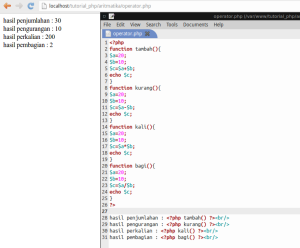 localhost/tutorial_php/aritmatika/operator.php
hasil penjumlahan : 30
hasil pengurangan : 10
hasil perkalian : 200
hasil pembagian : 2
operator.php (/var/www/tutorial_ph
File Edit View Search Tools Documents Help
operator.php
1 <?php
2 function tambah(){
3 $a=20;
4 $b=10;
5 $c=$a+$b;
6 echo $c;
7 }
8 function kurang(){
9 $a=20;
10 $b=10;
11 $c=$a-$b;
12 echo $c;
13 }
14 function kali(){
15 $a=20;
16 $b=10;
17 $c=$a*$b;
18 echo $c;
19 }
20 function bagi(){
21 $a=20;
22 $b=10;
23 $c=$a/$b;
24 echo $c;
25 }
26 ?>
27
28 hasil penjumlahan : <?php tambah() ?><br/>
29 hasil pengurangan : <?php kurang() ?><br/>
30 hasil perkalian : <?php kali() ?><br/>
31 hasil pembagian : <?php bagi() ?><br/>